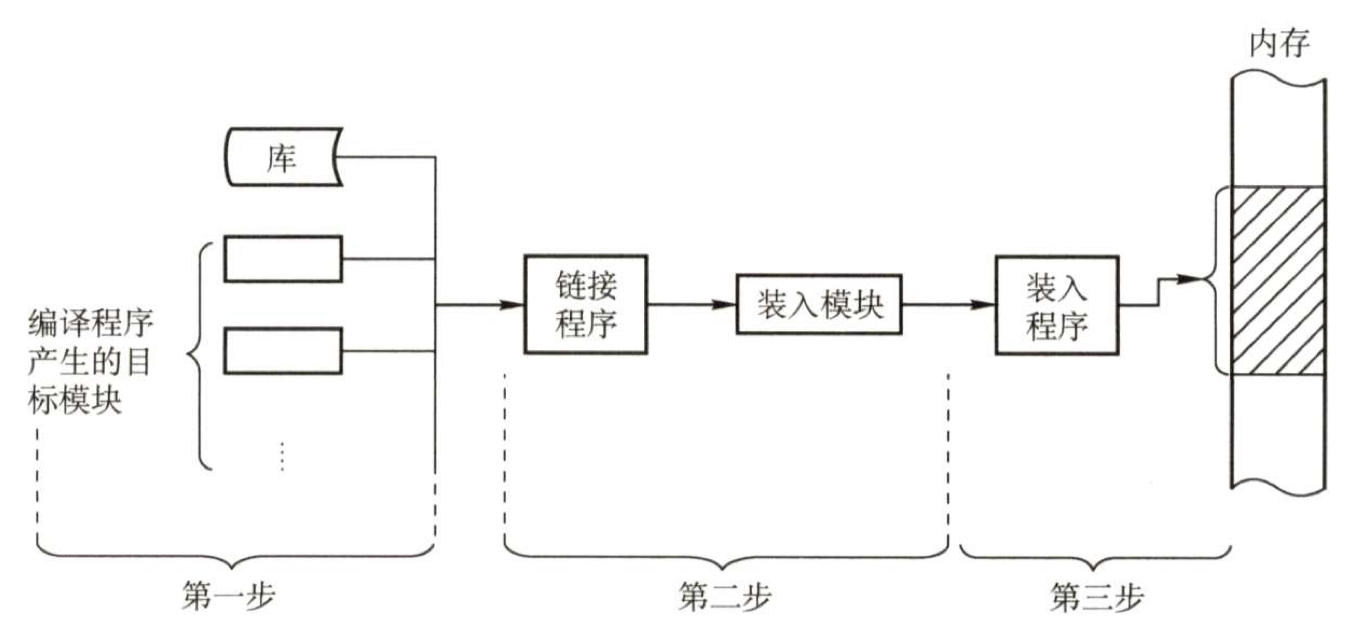 内存
库
编译程序
产生的目
标模块
链接
程序
装入模块
装入
程序
第一步
第二步
第三步